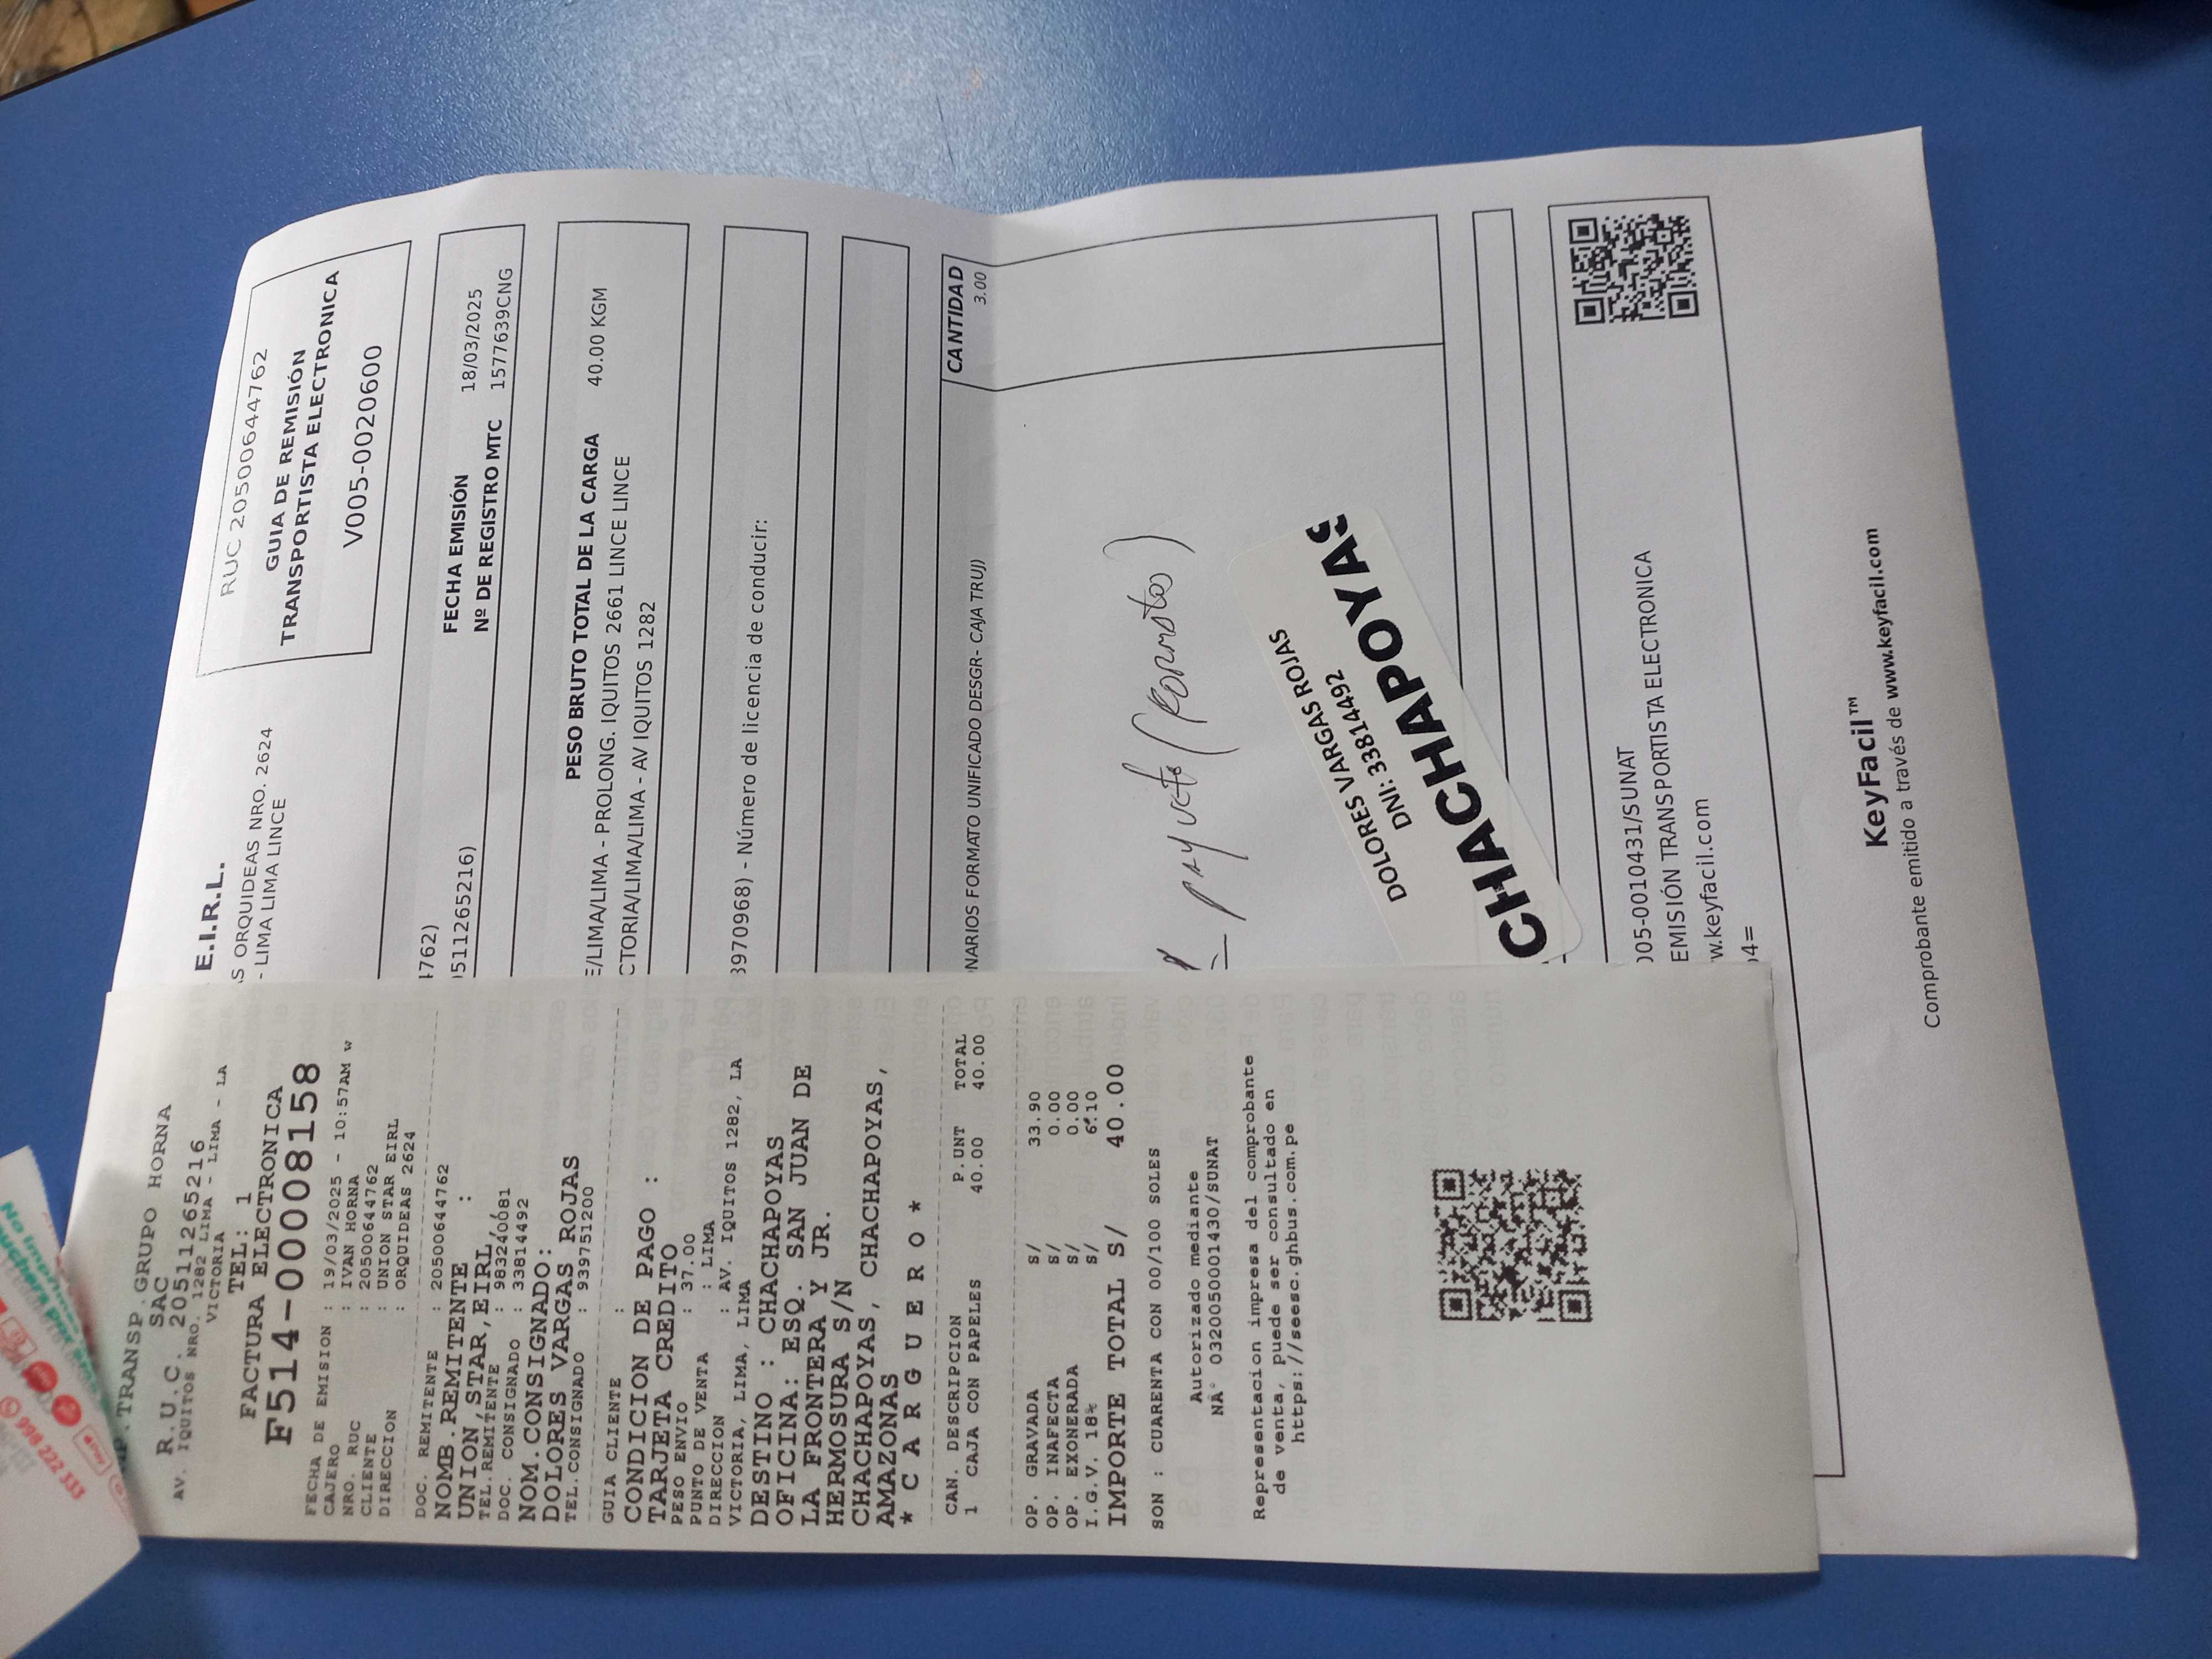 TRANSP. GRUPO HORNA
SAC
R.U.C. 20511265216
AV. IQUITOS NRO. 1282 LIMA - LIMA - LA
VICTORIA
TEL: 1
FACTURA ELECTRONICA
F514-00008158
FECHA DE EMISION : 19/03/2025 - 10:57AM w
CAJERO : IVAN HORNA
NRO. RUC : 20500644762
CLIENTE : UNION STAR EIRL
DIRECCION : ORQUIDEAS 2624
DOC. REMITENTE : 20500644762
NOMB.REMITENTE :
UNION,STAR,EIRL,,
TEL.REMITENTE : 983240081
DOC. CONSIGNADO : 33814492
NOM.CONSIGNADO:
DOLORES VARGAS ROJAS
TEL.CONSIGNADO : 939751200
GUIA CLIENTE :
CONDICION DE PAGO :
TARJETA CREDITO
PESO ENVIO : 37.00
PUNTO DE VENTA : LIMA
DIRECCION : AV. IQUITOS 1282, LA
VICTORIA, LIMA, LIMA
DESTINO : CHACHAPOYAS
OFICINA: ESQ. SAN JUAN DE
LA FRONTERA Y JR.
HERMOSURA S/N
CHACHAPOYAS, CHACHAPOYAS,
AMAZONAS
* C A R G U E R O *
CAN. DESCRIPCION P.UNT TOTAL
1 CAJA CON PAPELES 40.00 40.00
OP. GRAVADA S/ 33.90
OP. INAFECTA S/ 0.00
OP. EXONERADA S/ 0.00
I.G.V. 18% S/ 6.10
IMPORTE TOTAL S/ 40.00
SON : CUARENTA CON 00/100 SOLES
Autorizado mediante
NA° 0320050001430/SUNAT
Representacion impresa del comprobante
de venta, puede ser consultado en
https://seesc.ghbus.com.pe
E.I.R.L.
S ORQUIDEAS NRO. 2624
- LIMA LIMA LINCE
RUC 20500644762
GUIA DE REMISIÓN
TRANSPORTISTA ELECTRONICA
V005-0020600
4762)
FECHA EMISIÓN 18/03/2025
0511265216)
Nº DE REGISTRO MTC 1577639CNG
PESO BRUTO TOTAL DE LA CARGA 40.00 KGM
E/LIMA/LIMA - PROLONG. IQUITOS 2661 LINCE LINCE
CTORIA/LIMA/LIMA - AV IQUITOS 1282
3970968) - Número de licencia de conducir:
CANTIDAD
NARIOS FORMATO UNIFICADO DESGR- CAJA TRUJ) 3.00
DOLORES VARGAS ROJAS
DNI: 33814492
CHACHAPOYAS
005-0010431/SUNAT
EMISIÓN TRANSPORTISTA ELECTRONICA
w.keyfacil.com
04=
KeyFacil™
Comprobante emitido a través de www.keyfacil.com
998 222 333